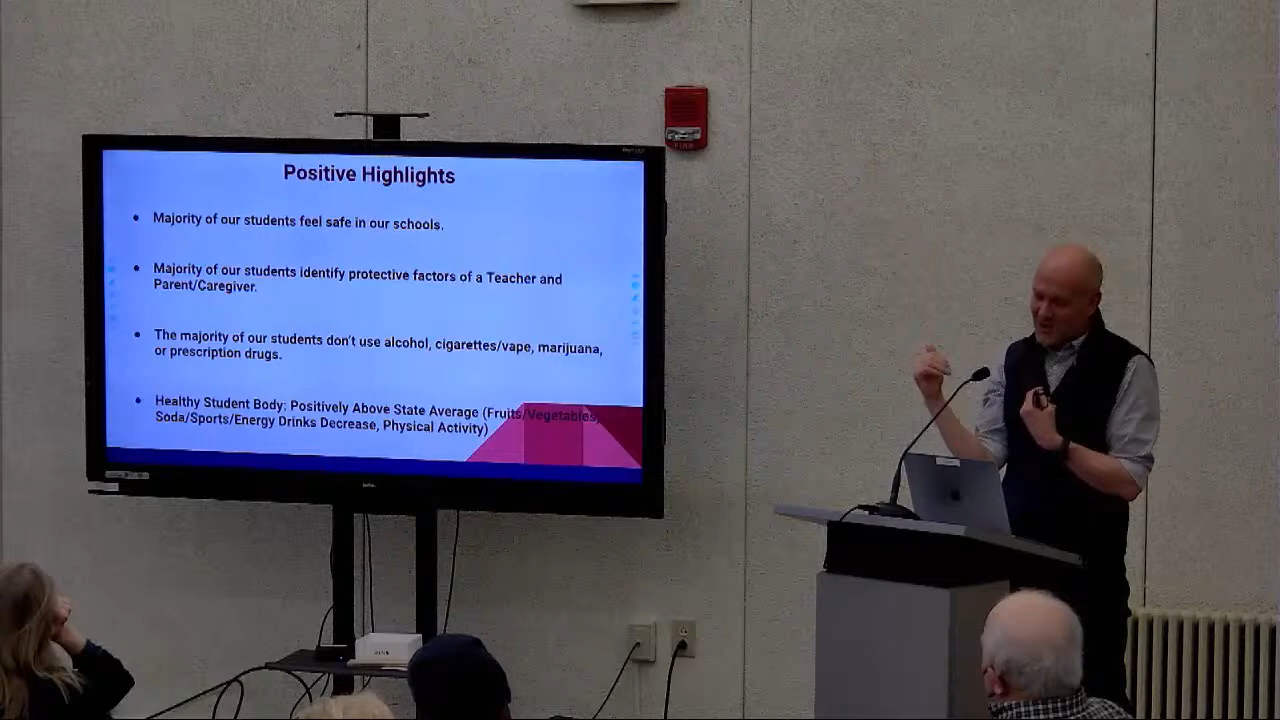 Positive Highlights
• Majority of our students feel safe in our schools.
• Majority of our students identify protective factors of a Teacher and
Parent/Caregiver.
• The majority of our students don't use alcohol, cigarettes/vape, marijuana,
or prescription drugs.
• Healthy Student Body: Positively Above State Average (Fruits/Vegetables,
Soda/Sports/Energy Drinks Decrease, Physical Activity)
FIRE